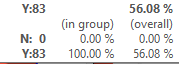 Y:83 56.08 %
(in group) (overall)
N: 0 0.00 % 0.00 %
Y:83 100.00 % 56.08 %